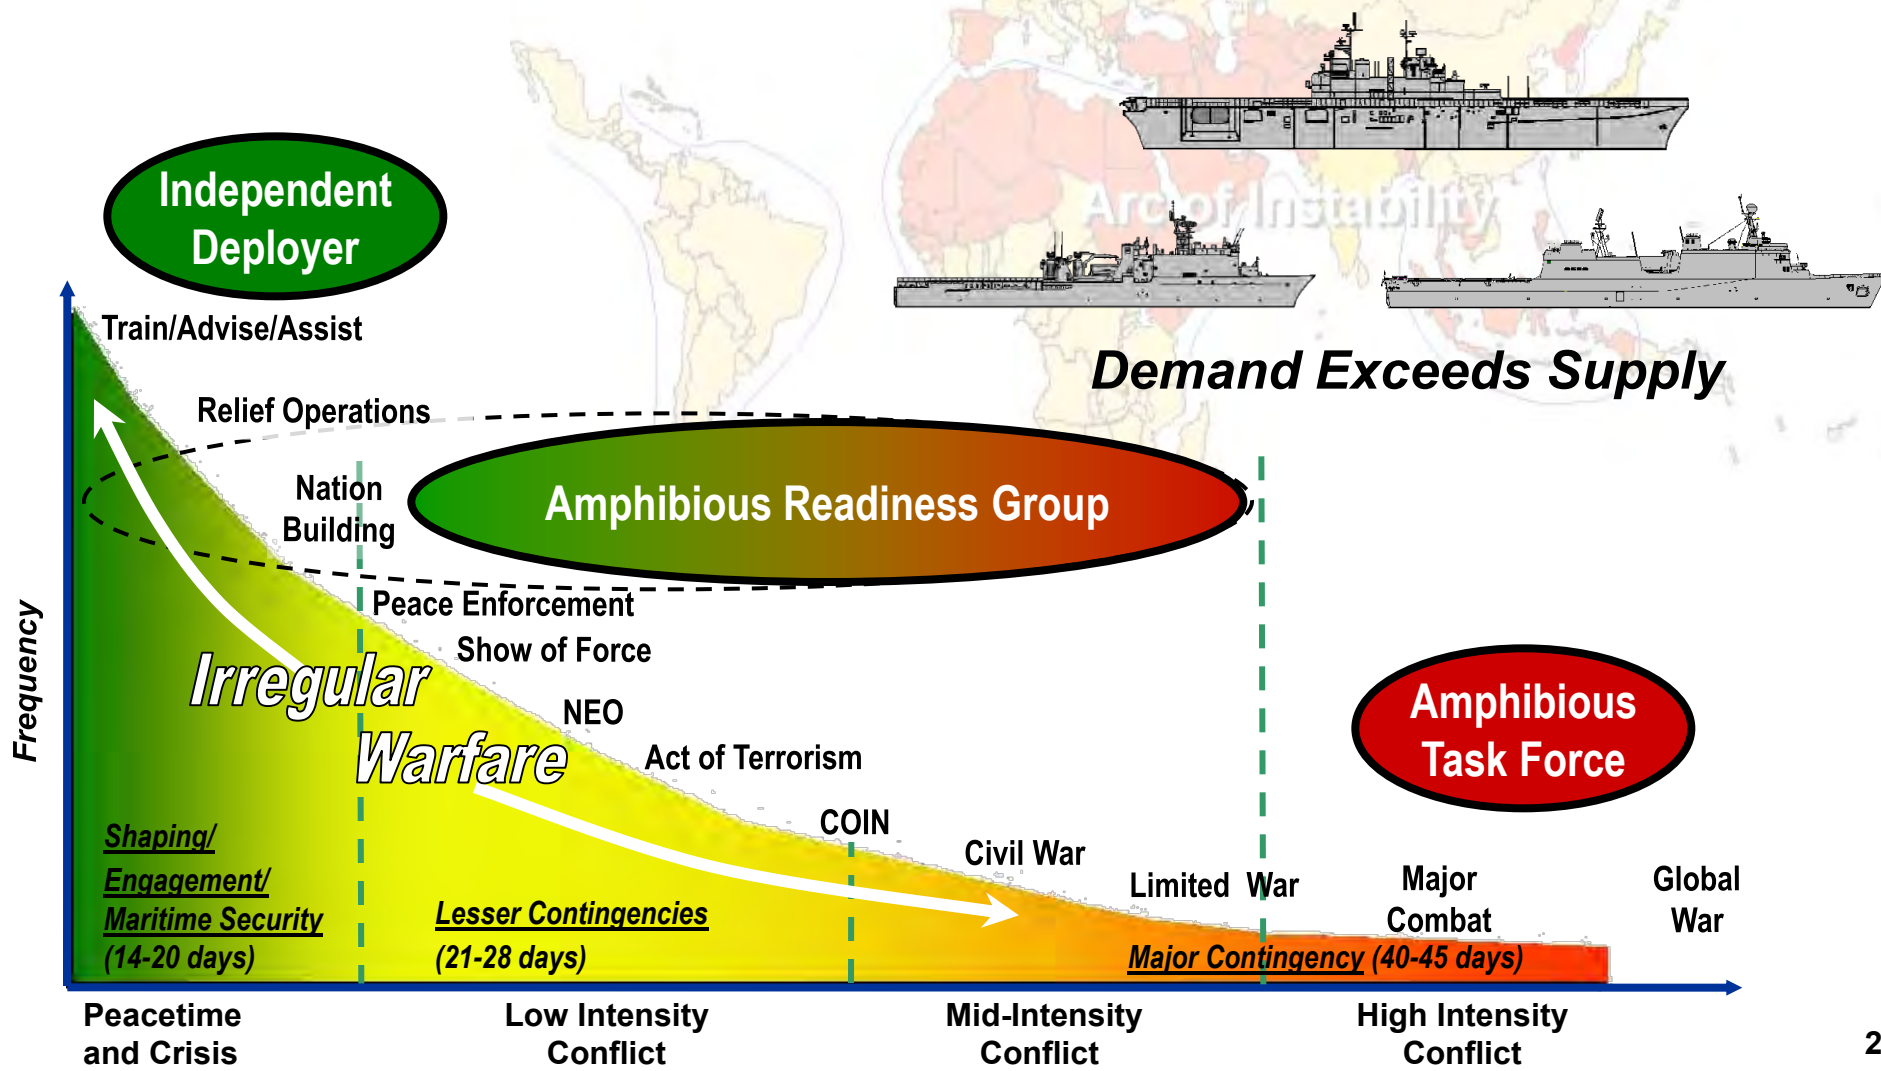 Arc of Instability
Independent
Deployer
Train/Advise/Assist
Demand Exceeds Supply
Relief Operations
Nation
Building
Amphibious Readiness Group
Peace Enforcement
Show of Force
Frequency
Irregular
Warfare
NEO
Act of Terrorism
Amphibious
Task Force
COIN
Civil War
Limited War
Major
Combat
Global
War
Shaping/
Engagement/
Maritime Security
(14-20 days)
Lesser Contingencies
(21-28 days)
Major Contingency (40-45 days)
Peacetime
and Crisis
Low Intensity
Conflict
Mid-Intensity
Conflict
High Intensity
Conflict
2